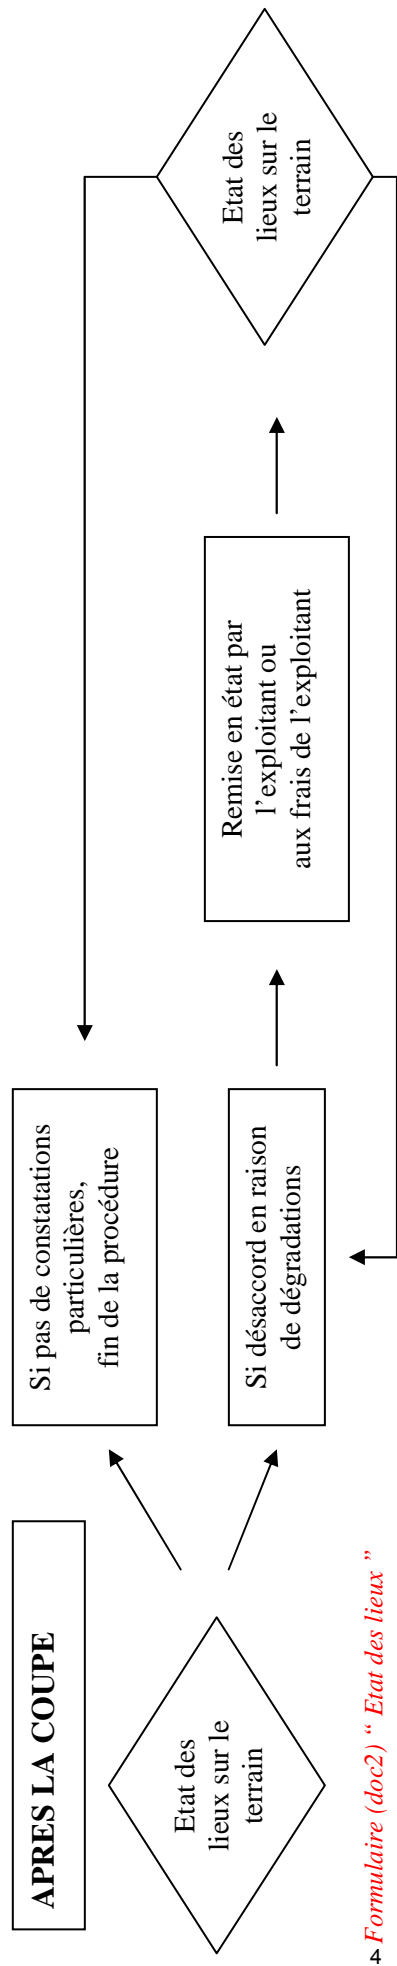 APRES LA COUPE
Etat des
lieux sur le
terrain
Formulaire (doc2) “ Etat des lieux ”
Si pas de constatations
particulières,
fin de la procédure
Si désaccord en raison
de dégradations
Remise en état par
l’exploitant ou
aux frais de l’exploitant
Etat des
lieux sur le
terrain
4